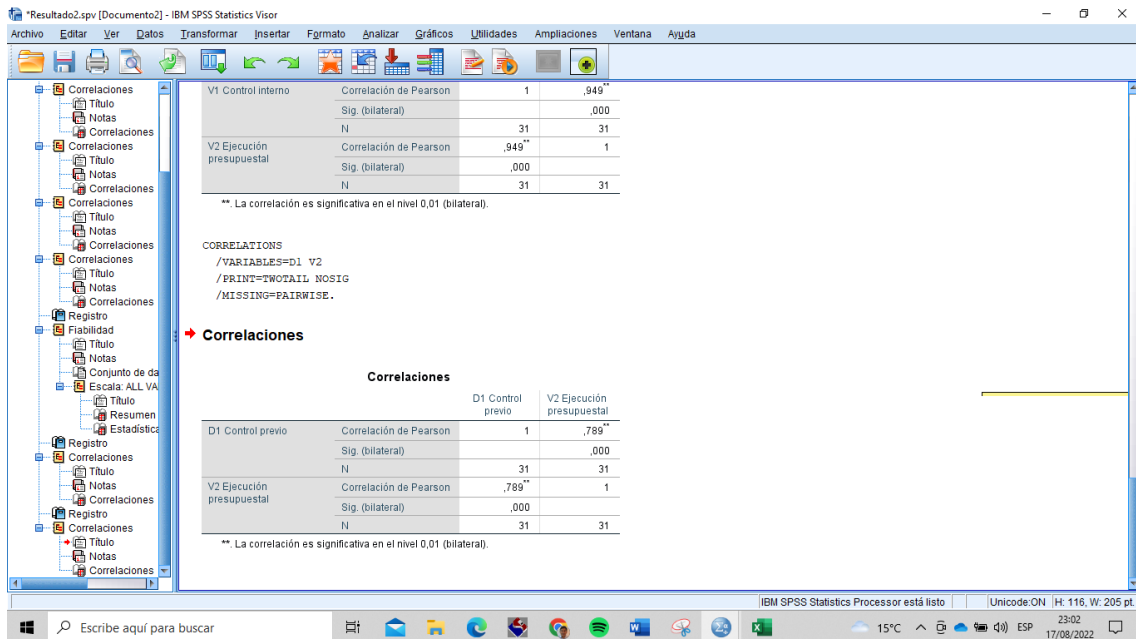 *Resultado2.spv [Documento2] - IBM SPSS Statistics Visor
Archivo Editar Ver Datos Transformar Insertar Formato Analizar Gráficos Utilidades Ampliaciones Ventana Ayuda
Correlaciones
Título
Notas
Correlaciones
Correlaciones
Título
Notas
Correlaciones
Correlaciones
Título
Notas
Correlaciones
Correlaciones
Título
Notas
Correlaciones
Registro
Fiabilidad
Título
Notas
Conjunto de da
Escala: ALL VA
Título
Resumen
Estadística
Registro
Correlaciones
Título
Notas
Correlaciones
Registro
Correlaciones
Título
Notas
Correlaciones
V1 Control interno Correlación de Pearson 1 ,949**
Sig. (bilateral) ,000
N 31 31
V2 Ejecución presupuestal Correlación de Pearson ,949** 1
Sig. (bilateral) ,000
N 31 31
**. La correlación es significativa en el nivel 0,01 (bilateral).
CORRELATIONS
/VARIABLES=D1 V2
/PRINT=TWOTAIL NOSIG
/MISSING=PAIRWISE.
Correlaciones
Correlaciones
D1 Control previo V2 Ejecución presupuestal
D1 Control previo Correlación de Pearson 1 ,789**
Sig. (bilateral) ,000
N 31 31
V2 Ejecución presupuestal Correlación de Pearson ,789** 1
Sig. (bilateral) ,000
N 31 31
**. La correlación es significativa en el nivel 0,01 (bilateral).
IBM SPSS Statistics Processor está listo Unicode:ON H: 116, W: 205 pt.
Escribe aquí para buscar
15°C ESP 23:02
17/08/2022